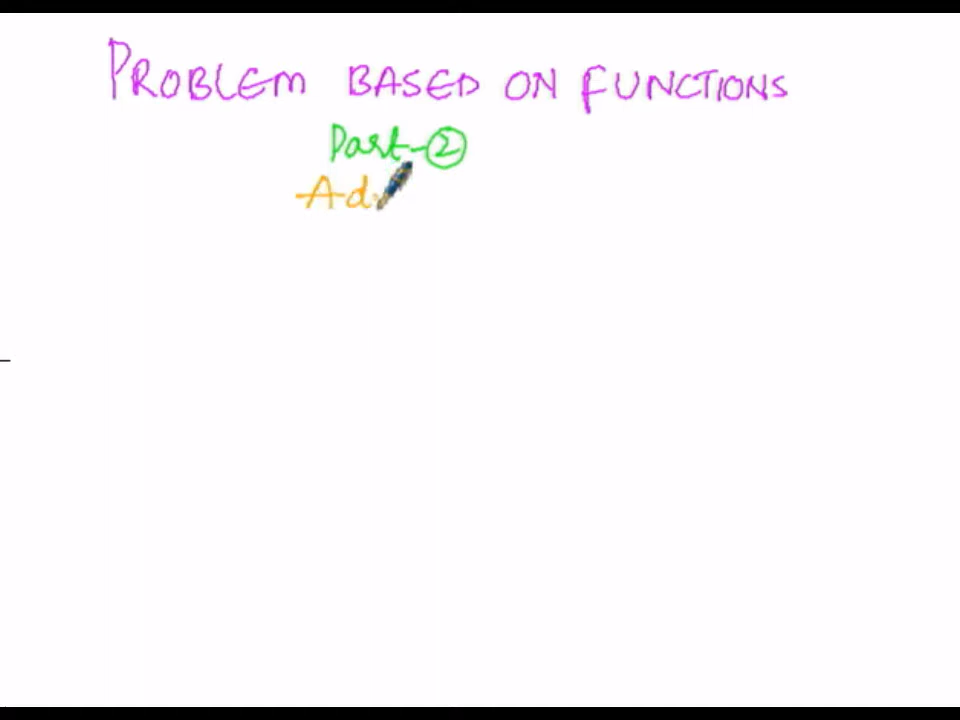 PROBLEM BASED ON FUNCTIONS
Part-②
Ad